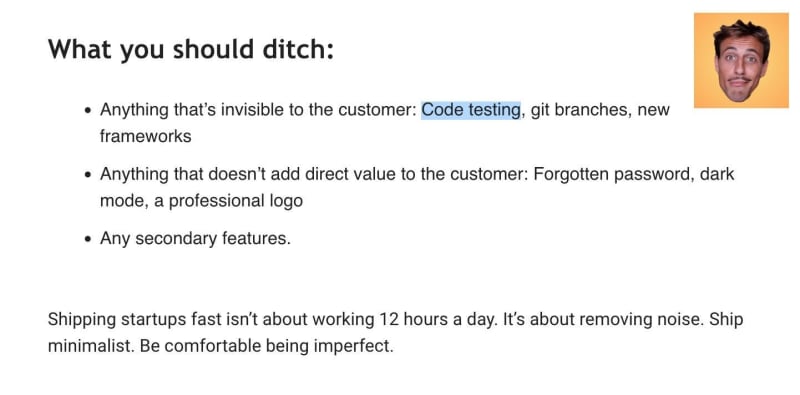 What you should ditch:
• Anything that’s invisible to the customer: Code testing, git branches, new
frameworks
• Anything that doesn’t add direct value to the customer: Forgotten password, dark
mode, a professional logo
• Any secondary features.
Shipping startups fast isn’t about working 12 hours a day. It’s about removing noise. Ship
minimalist. Be comfortable being imperfect.